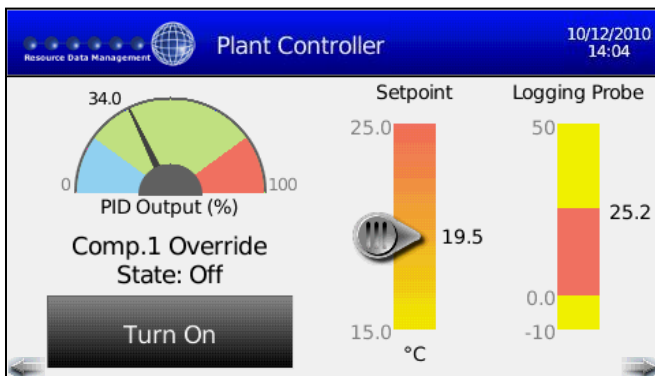 Resource Data Management
Plant Controller
10/12/2010
14:04
34.0
0
100
PID Output (%)
Comp.1 Override
State: Off
Turn On
Setpoint
25.0
19.5
15.0
°C
Logging Probe
50
25.2
0.0
-10